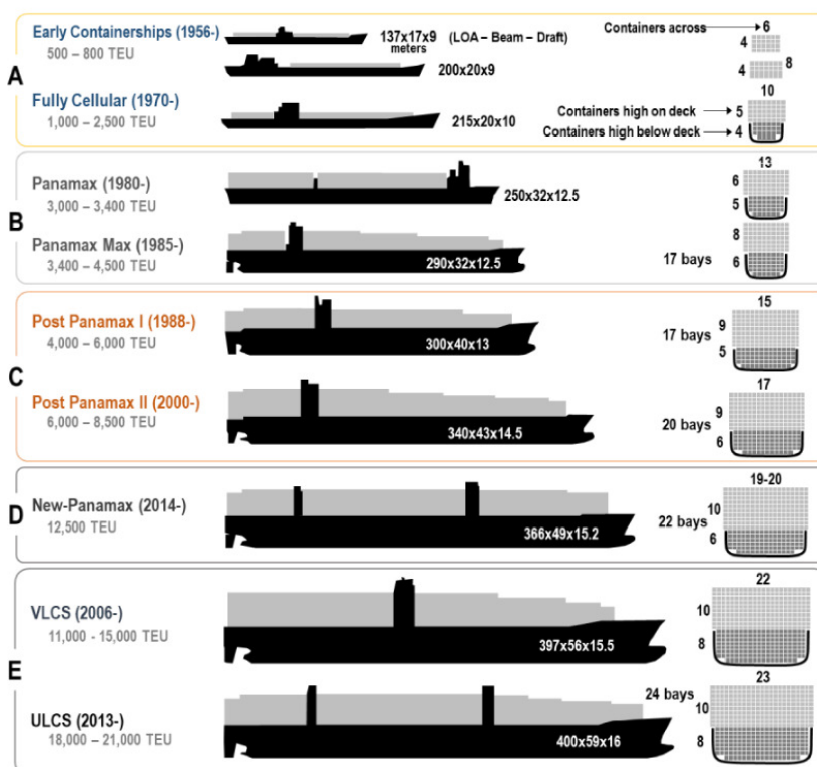 A
Early Containerships (1956-)
500 – 800 TEU
137x17x9
meters
(LOA – Beam – Draft)
Containers across
6
4
200x20x9
4
8
Fully Cellular (1970-)
1,000 – 2,500 TEU
215x20x10
10
Containers high on deck
5
Containers high below deck
4
B
Panamax (1980-)
3,000 – 3,400 TEU
250x32x12.5
13
6
5
Panamax Max (1985-)
3,400 – 4,500 TEU
290x32x12.5
17 bays
8
6
C
Post Panamax I (1988-)
4,000 – 6,000 TEU
300x40x13
17 bays
15
9
5
Post Panamax II (2000-)
6,000 – 8,500 TEU
340x43x14.5
20 bays
17
9
6
D
New-Panamax (2014-)
12,500 TEU
366x49x15.2
22 bays
19-20
10
6
E
VLCS (2006-)
11,000 - 15,000 TEU
397x56x15.5
22
10
8
ULCS (2013-)
18,000 – 21,000 TEU
400x59x16
24 bays
23
10
8